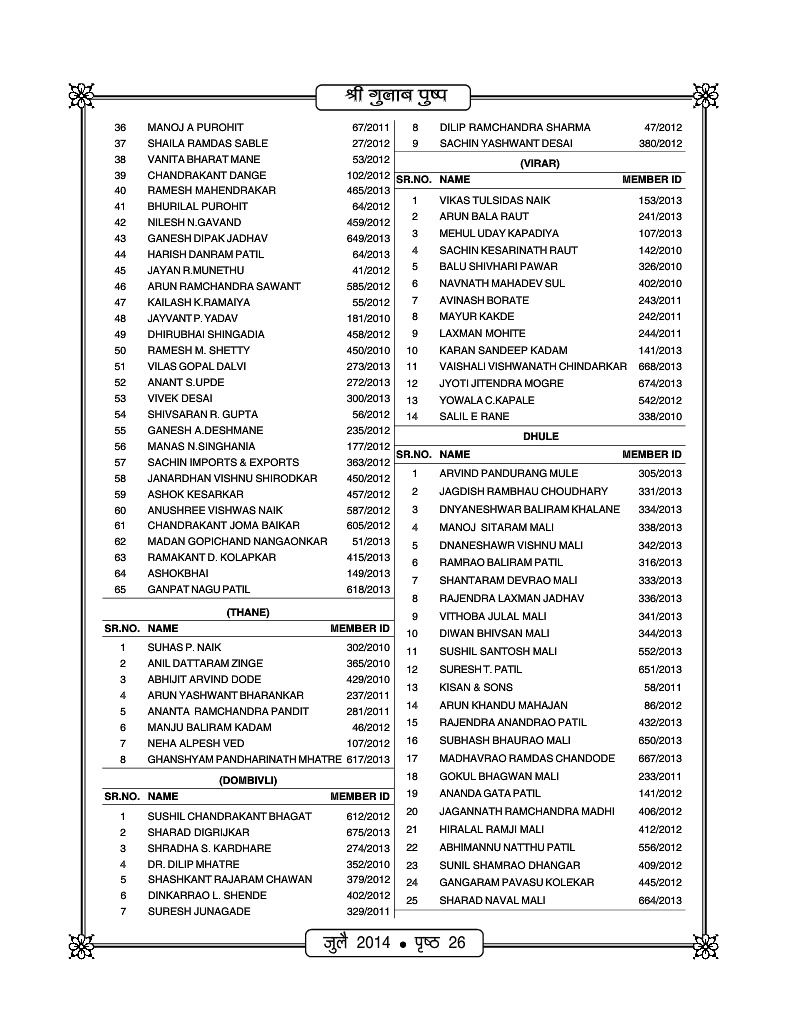 श्री गुलाब पुष्प
36 MANOJ A PUROHIT 67/2011
37 SHAILA RAMDAS SABLE 27/2012
38 VANITA BHARAT MANE 53/2012
39 CHANDRAKANT DANGE 102/2012
40 RAMESH MAHENDRAKAR 465/2013
41 BHURILAL PUROHIT 64/2012
42 NILESH N.GAVAND 459/2012
43 GANESH DIPAK JADHAV 649/2013
44 HARISH DANRAM PATIL 64/2013
45 JAYAN R.MUNETHU 41/2012
46 ARUN RAMCHANDRA SAWANT 585/2012
47 KAILASH K.RAMAIYA 55/2012
48 JAYVANT P. YADAV 181/2010
49 DHIRUBHAI SHINGADIA 458/2012
50 RAMESH M. SHETTY 450/2010
51 VILAS GOPAL DALVI 273/2013
52 ANANT S.UPDE 272/2013
53 VIVEK DESAI 300/2013
54 SHIVSARAN R. GUPTA 56/2012
55 GANESH A.DESHMANE 235/2012
56 MANAS N.SINGHANIA 177/2012
57 SACHIN IMPORTS & EXPORTS 363/2012
58 JANARDHAN VISHNU SHIRODKAR 450/2012
59 ASHOK KESARKAR 457/2012
60 ANUSHREE VISHWAS NAIK 587/2012
61 CHANDRAKANT JOMA BAIKAR 605/2012
62 MADAN GOPICHAND NANGAONKAR 51/2013
63 RAMAKANT D. KOLAPKAR 415/2013
64 ASHOKBHAI 149/2013
65 GANPAT NAGU PATIL 618/2013
(THANE)
SR.NO. NAME MEMBER ID
1 SUHAS P. NAIK 302/2010
2 ANIL DATTARAM ZINGE 365/2010
3 ABHIJIT ARVIND DODE 429/2010
4 ARUN YASHWANT BHARANKAR 237/2011
5 ANANTA RAMCHANDRA PANDIT 281/2011
6 MANJU BALIRAM KADAM 46/2012
7 NEHA ALPESH VED 107/2012
8 GHANSHYAM PANDHARINATH MHATRE 617/2013
(DOMBIVLI)
SR.NO. NAME MEMBER ID
1 SUSHIL CHANDRAKANT BHAGAT 612/2012
2 SHARAD DIGRIJKAR 675/2013
3 SHRADHA S. KARDHARE 274/2013
4 DR. DILIP MHATRE 352/2010
5 SHASHKANT RAJARAM CHAWAN 379/2012
6 DINKARRAO L. SHENDE 402/2012
7 SURESH JUNAGADE 329/2011
8 DILIP RAMCHANDRA SHARMA 47/2012
9 SACHIN YASHWANT DESAI 380/2012
(VIRAR)
SR.NO. NAME MEMBER ID
1 VIKAS TULSIDAS NAIK 153/2013
2 ARUN BALA RAUT 241/2013
3 MEHUL UDAY KAPADIYA 107/2013
4 SACHIN KESARINATH RAUT 142/2010
5 BALU SHIVHARI PAWAR 326/2010
6 NAVNATH MAHADEV SUL 402/2010
7 AVINASH BORATE 243/2011
8 MAYUR KAKDE 242/2011
9 LAXMAN MOHITE 244/2011
10 KARAN SANDEEP KADAM 141/2013
11 VAISHALI VISHWANATH CHINDARKAR 668/2013
12 JYOTI JITENDRA MOGRE 674/2013
13 YOWALA C.KAPALE 542/2012
14 SALIL E RANE 338/2010
DHULE
SR.NO. NAME MEMBER ID
1 ARVIND PANDURANG MULE 305/2013
2 JAGDISH RAMBHAU CHOUDHARY 331/2013
3 DNYANESHWAR BALIRAM KHALANE 334/2013
4 MANOJ SITARAM MALI 338/2013
5 DNANESHAWR VISHNU MALI 342/2013
6 RAMRAO BALIRAM PATIL 316/2013
7 SHANTARAM DEVRAO MALI 333/2013
8 RAJENDRA LAXMAN JADHAV 336/2013
9 VITHOBA JULAL MALI 341/2013
10 DIWAN BHIVSAN MALI 344/2013
11 SUSHIL SANTOSH MALI 552/2013
12 SURESH T. PATIL 651/2013
13 KISAN & SONS 58/2011
14 ARUN KHANDU MAHAJAN 86/2012
15 RAJENDRA ANANDRAO PATIL 432/2013
16 SUBHASH BHAURAO MALI 650/2013
17 MADHAVRAO RAMDAS CHANDODE 667/2013
18 GOKUL BHAGWAN MALI 233/2011
19 ANANDA GATA PATIL 141/2012
20 JAGANNATH RAMCHANDRA MADHI 406/2012
21 HIRALAL RAMJI MALI 412/2012
22 ABHIMANNU NATTHU PATIL 556/2012
23 SUNIL SHAMRAO DHANGAR 409/2012
24 GANGARAM PAVASU KOLEKAR 445/2012
25 SHARAD NAVAL MALI 664/2013
जुलै 2014 ● पृष्ठ 26